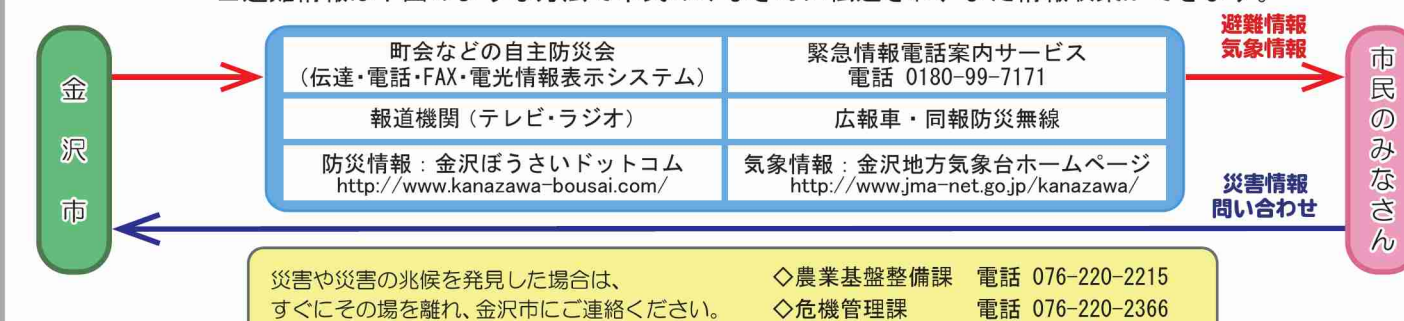 金沢市
町会などの自主防災会
(伝達・電話・FAX・電光情報表示システム)
緊急情報電話案内サービス
電話 0180-99-7171
報道機関(テレビ・ラジオ)
広報車・同報防災無線
防災情報:金沢ぼうさいドットコム
http://www.kanazawa-bousai.com/
気象情報:金沢地方気象台ホームページ
http://www.jma-net.go.jp/kanazawa/
避難情報
気象情報
市民のみなさん
災害情報
問い合わせ
災害や災害の兆候を発見した場合は、
すぐにその場を離れ、金沢市にご連絡ください。
◇農業基盤整備課 電話 076-220-2215
◇危機管理課 電話 076-220-2366